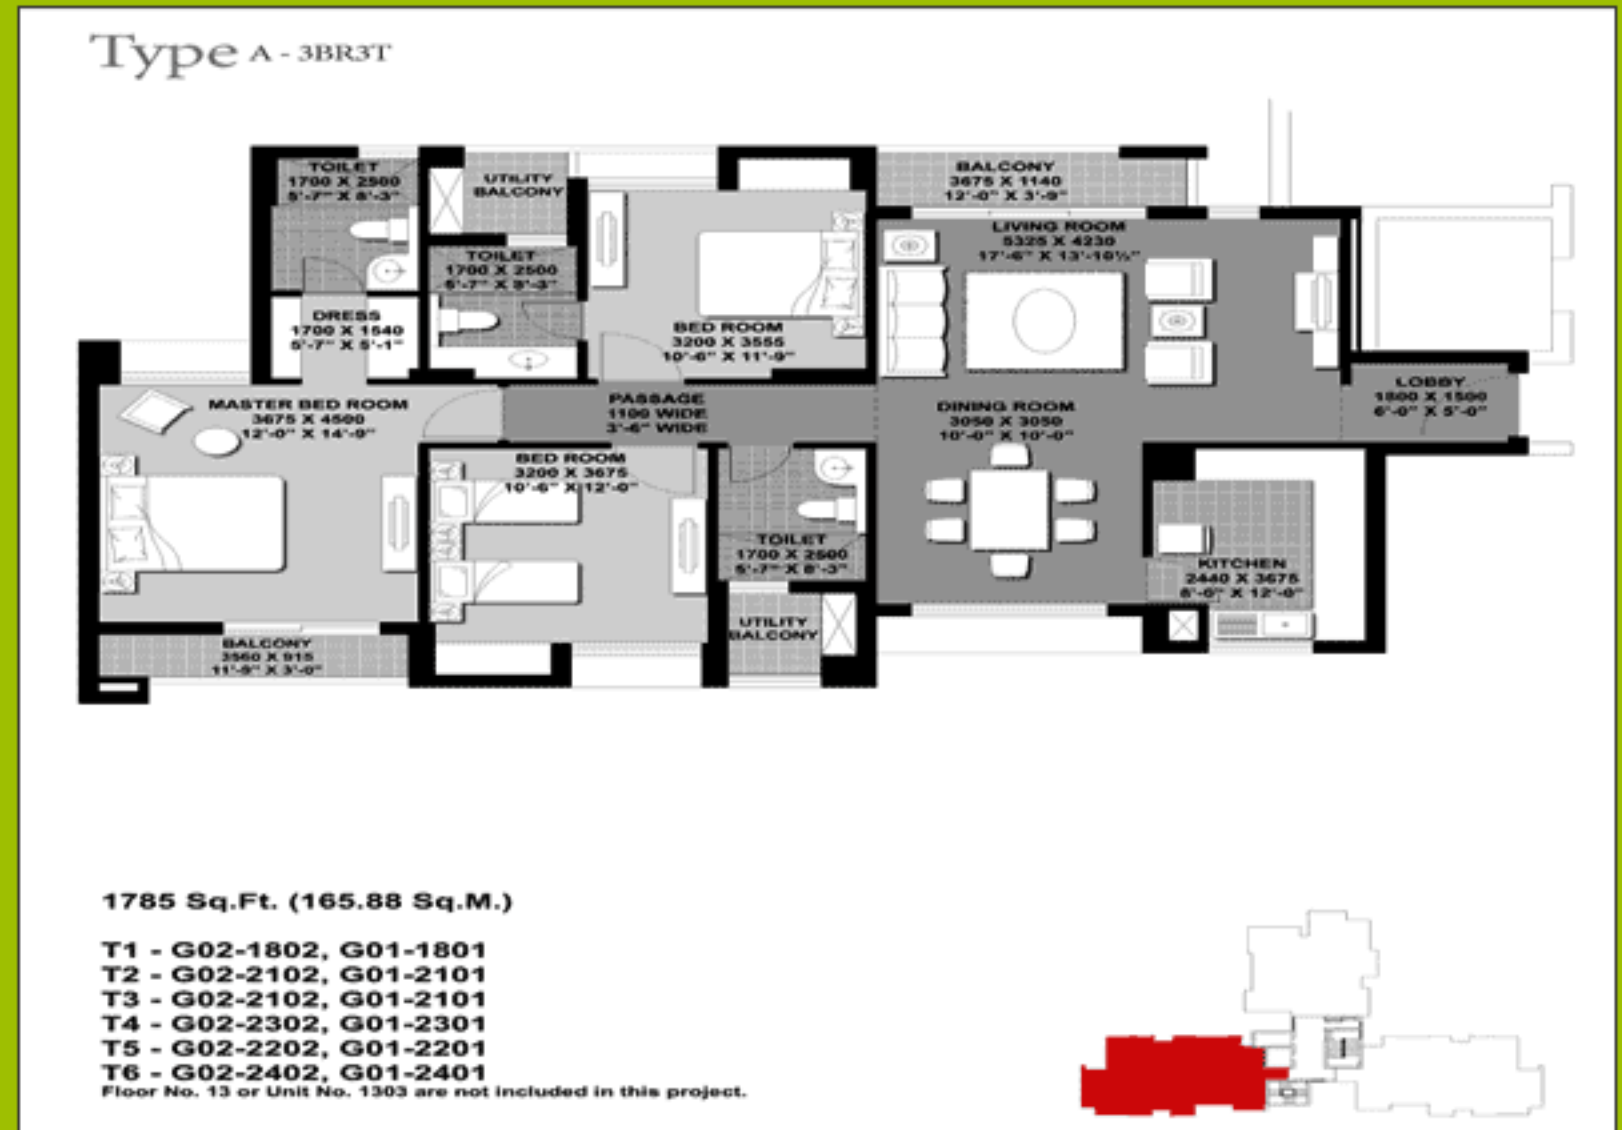 Type A - 3BR3T
TOILET
1700 X 2500
5'-7" X 8'-3"
UTILITY
BALCONY
BALCONY
3675 X 1140
12'-0" X 3'-9"
LIVING ROOM
5325 X 4230
17'-6" X 13'-10½"
TOILET
1700 X 2500
5'-7" X 8'-3"
DRESS
1700 X 1540
5'-7" X 5'-1"
BED ROOM
3200 X 3555
10'-6" X 11'-9"
MASTER BED ROOM
3675 X 4500
12'-0" X 14'-9"
PASSAGE
1100 WIDE
3'-6" WIDE
DINING ROOM
3050 X 3050
10'-0" X 10'-0"
LOBBY
1800 X 1500
6'-0" X 5'-0"
BED ROOM
3200 X 3675
10'-6" X 12'-0"
TOILET
1700 X 2500
5'-7" X 8'-3"
KITCHEN
2440 X 3675
8'-0" X 12'-0"
UTILITY
BALCONY
BALCONY
3560 X 915
11'-9" X 3'-0"
1785 Sq.Ft. (165.88 Sq.M.)
T1 - G02-1802, G01-1801
T2 - G02-2102, G01-2101
T3 - G02-2102, G01-2101
T4 - G02-2302, G01-2301
T5 - G02-2202, G01-2201
T6 - G02-2402, G01-2401
Floor No. 13 or Unit No. 1303 are not included in this project.